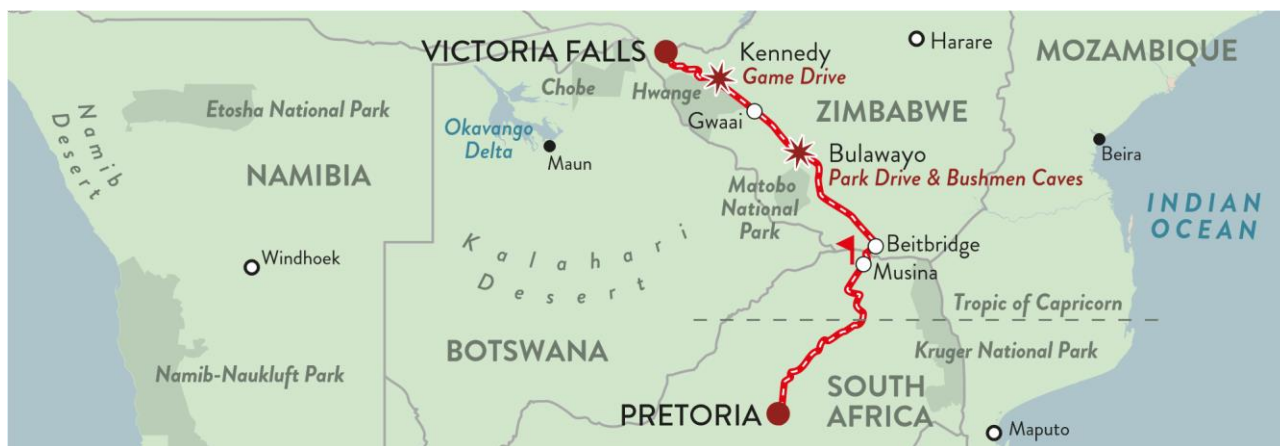 VICTORIA FALLS
Kennedy
Game Drive
Harare
MOZAMBIQUE
Chobe
Hwange
Etosha National Park
Namib
Desert
Gwaai
ZIMBABWE
Okavango
Delta
Maun
Bulawayo
Park Drive & Bushmen Caves
Beira
NAMIBIA
Matobo
National
Park
INDIAN
OCEAN
Kalahari
Desert
Windhoek
Beitbridge
Musina
Tropic of Capricorn
BOTSWANA
Kruger National Park
Namib-Naukluft Park
SOUTH
AFRICA
PRETORIA
Maputo